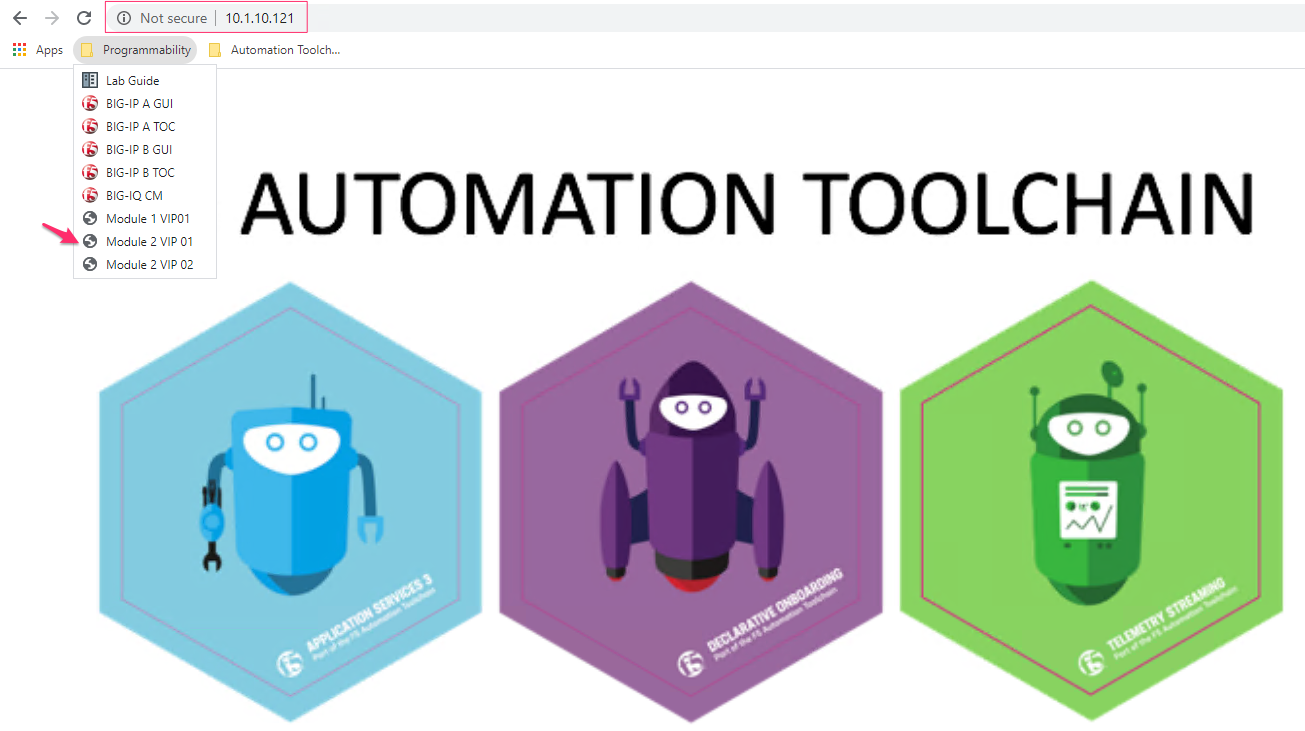 Not secure | 10.1.10.121
Apps Programmability Automation Toolch...
Lab Guide
BIG-IP A GUI
BIG-IP A TOC
BIG-IP B GUI
BIG-IP B TOC
BIG-IQ CM
Module 1 VIP01
Module 2 VIP 01
Module 2 VIP 02
AUTOMATION TOOLCHAIN
APPLICATION SERVICES 3
Part of the F5 Automation Toolchain
DECLARATIVE ONBOARDING
Part of the F5 Automation Toolchain
TELEMETRY STREAMING
Part of the F5 Automation Toolchain